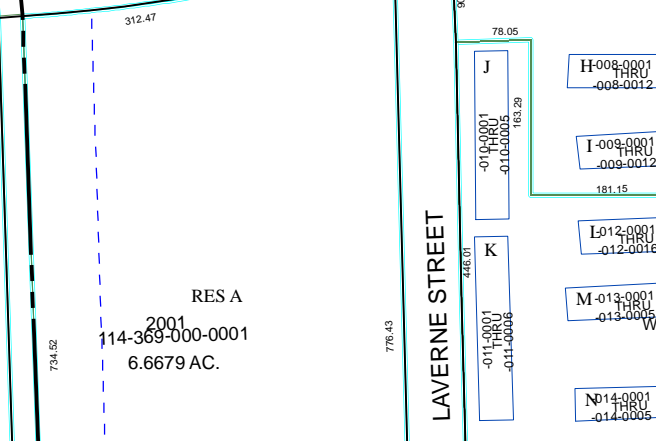 312.47
78.05
J
H
-008-0001
THRU
-008-0012
-010-0001
THRU
-010-0005
163.29
I
-009-0001
THRU
-009-0012
181.15
L
-012-0001
THRU
-012-0016
K
446.01
LAVERNE STREET
RES A
2001
114-369-000-0001
6.6679 AC.
734.52
776.43
-011-0001
THRU
-011-0006
M
-013-0001
THRU
-013-0005
W
N
-014-0001
THRU
-014-0005